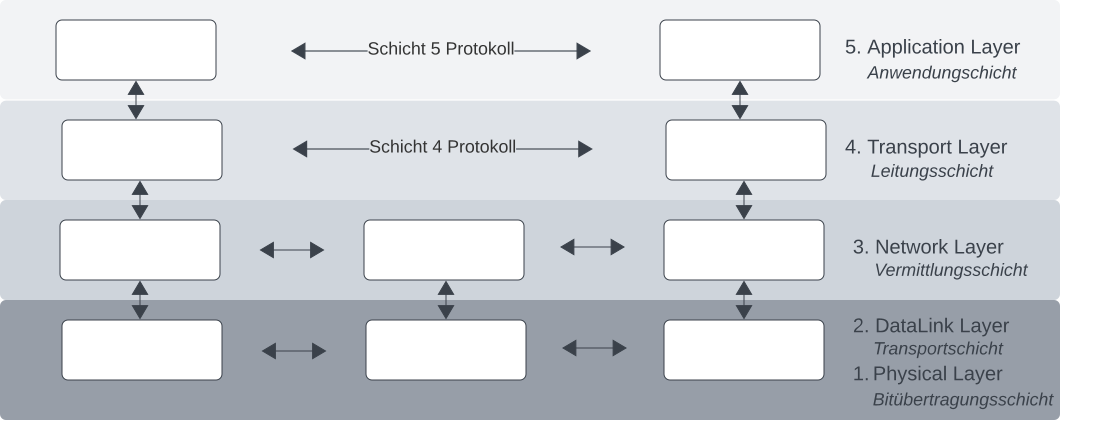 Schicht 5 Protokoll
5. Application Layer
Anwendungschicht
Schicht 4 Protokoll
4. Transport Layer
Leitungsschicht
3. Network Layer
Vermittlungsschicht
2. DataLink Layer
Transportschicht
1. Physical Layer
Bitübertragungsschicht